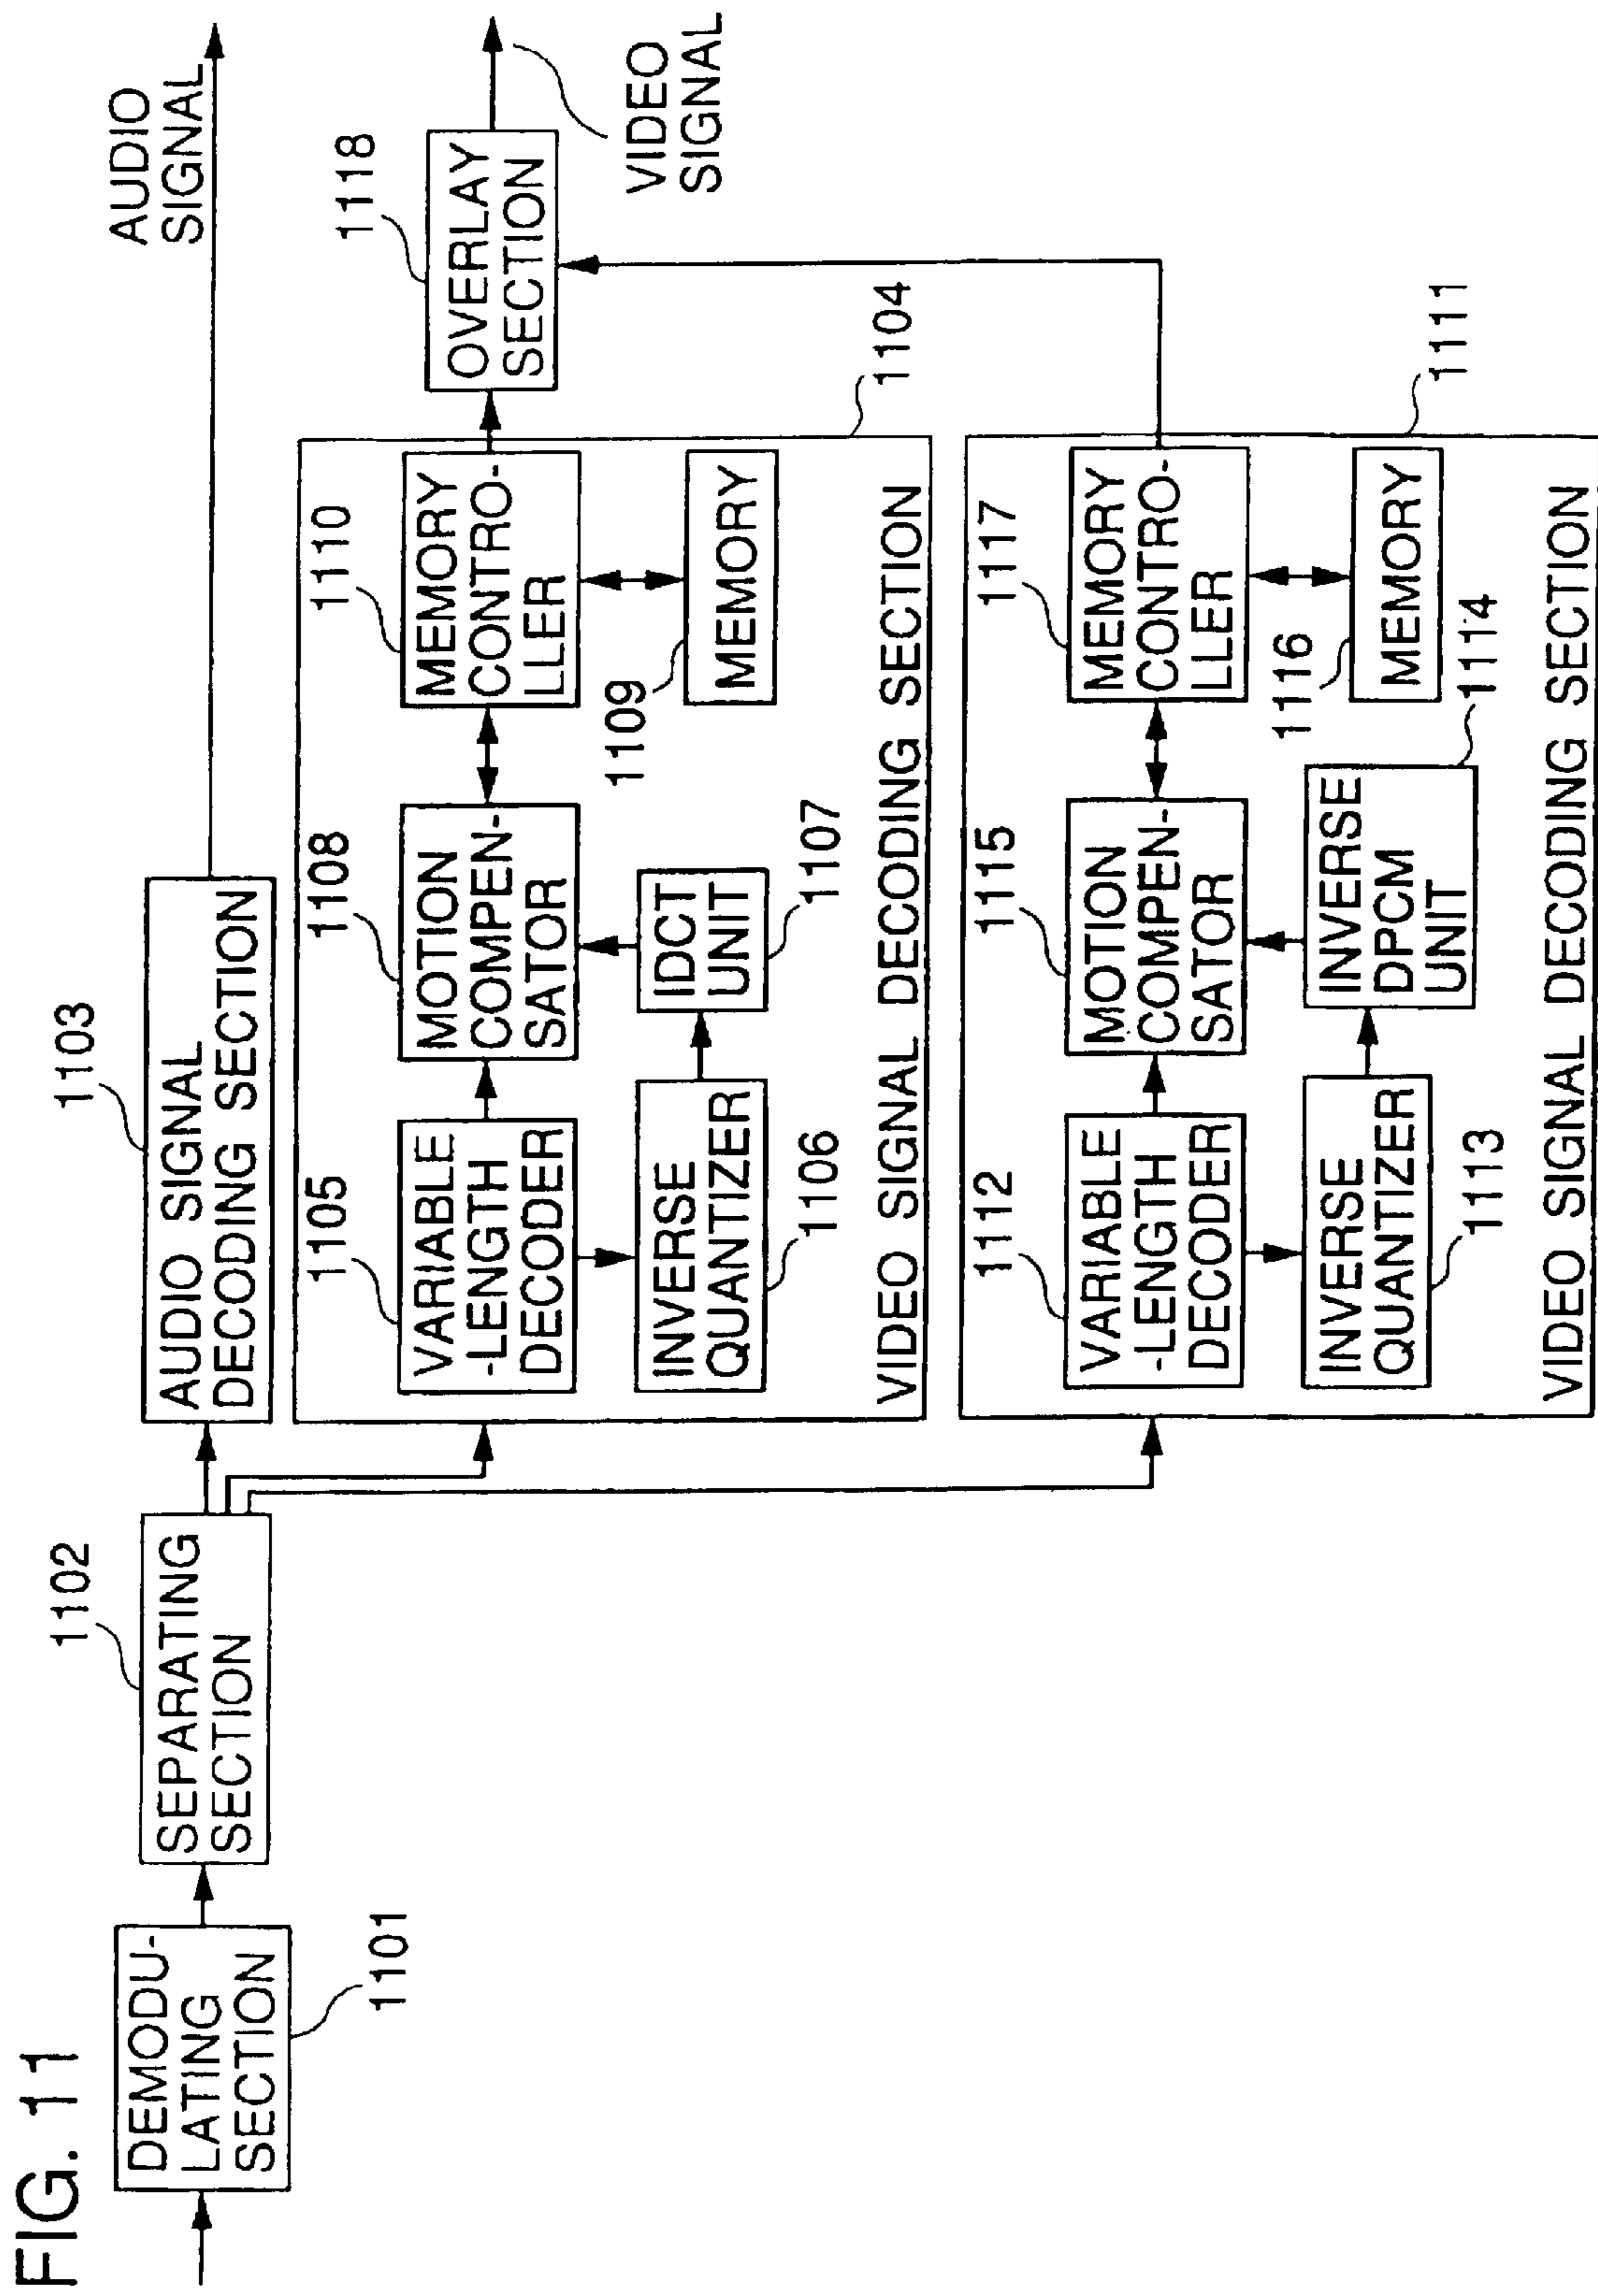 FIG. 11
DEMODU-
LATING
SECTION
1101
1102
SEPARATING
SECTION
1103
AUDIO SIGNAL
DECODING SECTION
AUDIO
SIGNAL
1105
VARIABLE
-LENGTH
DECODER
1108
MOTION
COMPEN-
SATOR
1110
MEMORY
CONTRO-
LLER
1118
OVERLAY
SECTION
VIDEO
SIGNAL
INVERSE
QUANTIZER
1106
IDCT
UNIT
1107
1109
MEMORY
VIDEO SIGNAL DECODING SECTION
1104
1112
VARIABLE
-LENGTH
DECODER
1115
MOTION
COMPEN-
SATOR
1117
MEMORY
CONTRO-
LLER
INVERSE
QUANTIZER
1113
INVERSE
DPCM
UNIT
1114
1116
MEMORY
VIDEO SIGNAL DECODING SECTION
1111